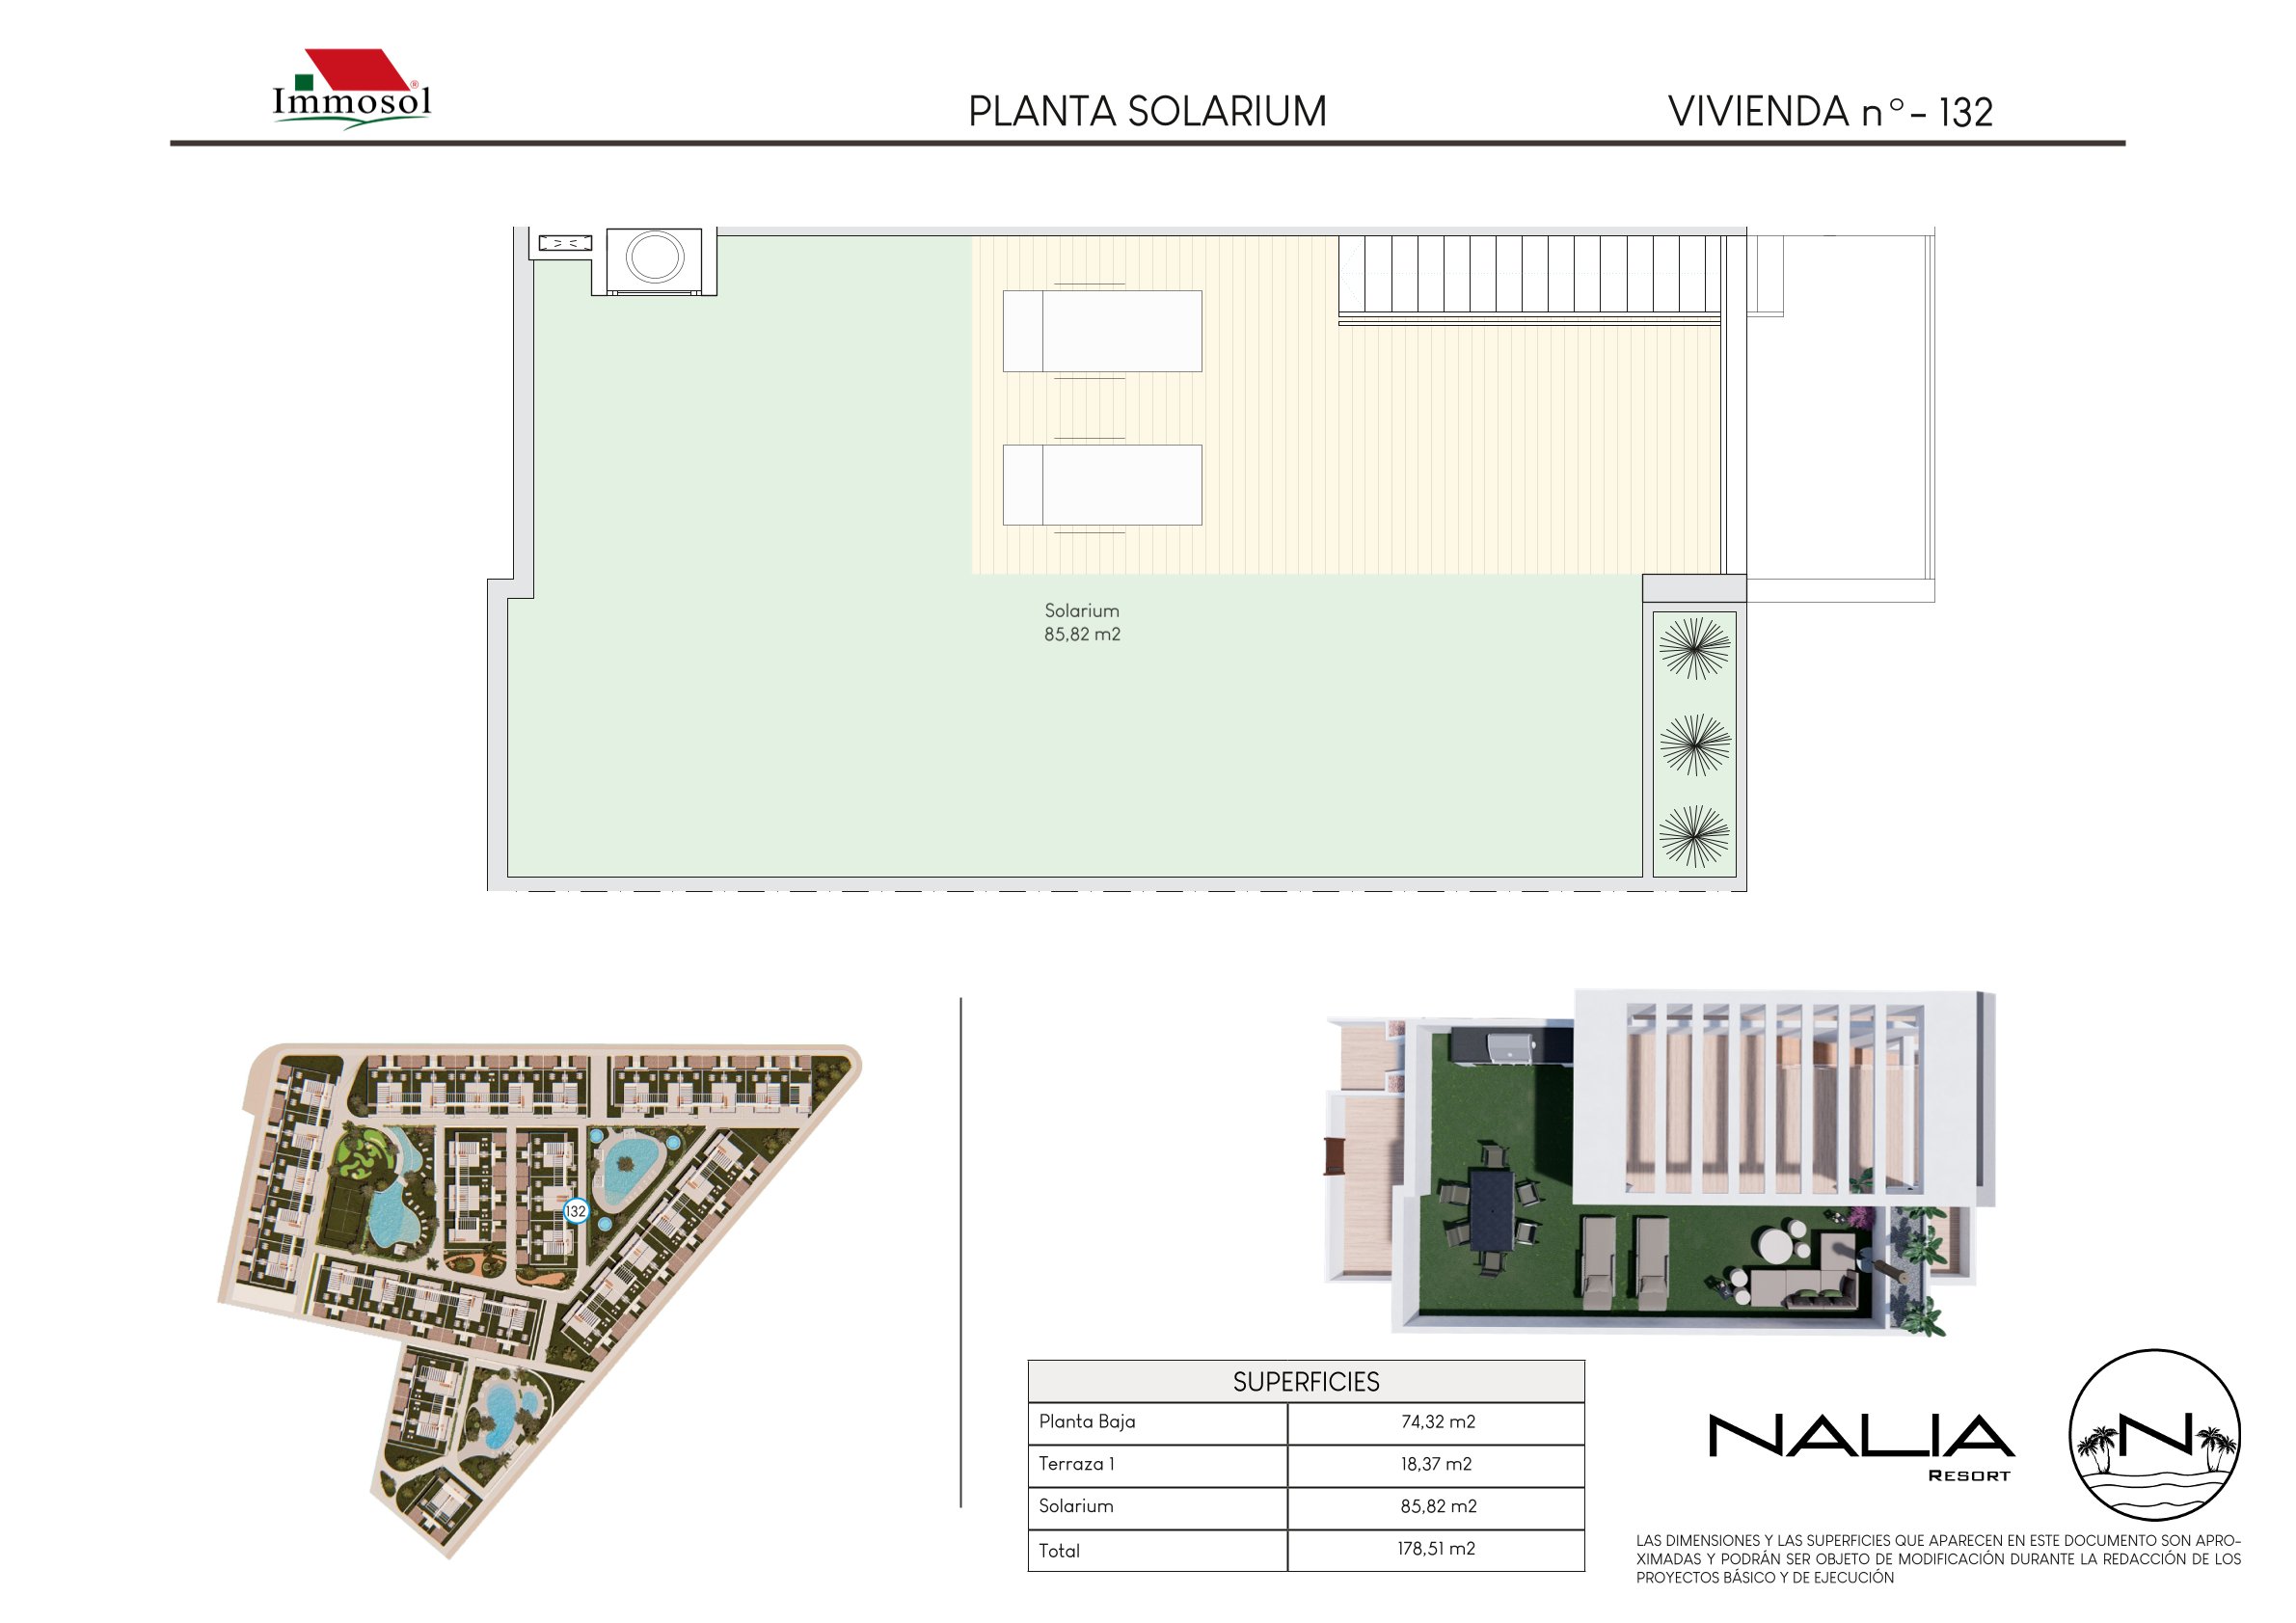 Immosol®
PLANTA SOLARIUM
VIVIENDA n°- 132
Solarium
85,82 m2
132
SUPERFICIES
Planta Baja 74,32 m2
Terraza 1 18,37 m2
Solarium 85,82 m2
Total 178,51 m2
NALIA
RESORT
N
LAS DIMENSIONES Y LAS SUPERFICIES QUE APARECEN EN ESTE DOCUMENTO SON APRO-
XIMADAS Y PODRÁN SER OBJETO DE MODIFICACIÓN DURANTE LA REDACCIÓN DE LOS
PROYECTOS BÁSICO Y DE EJECUCIÓN